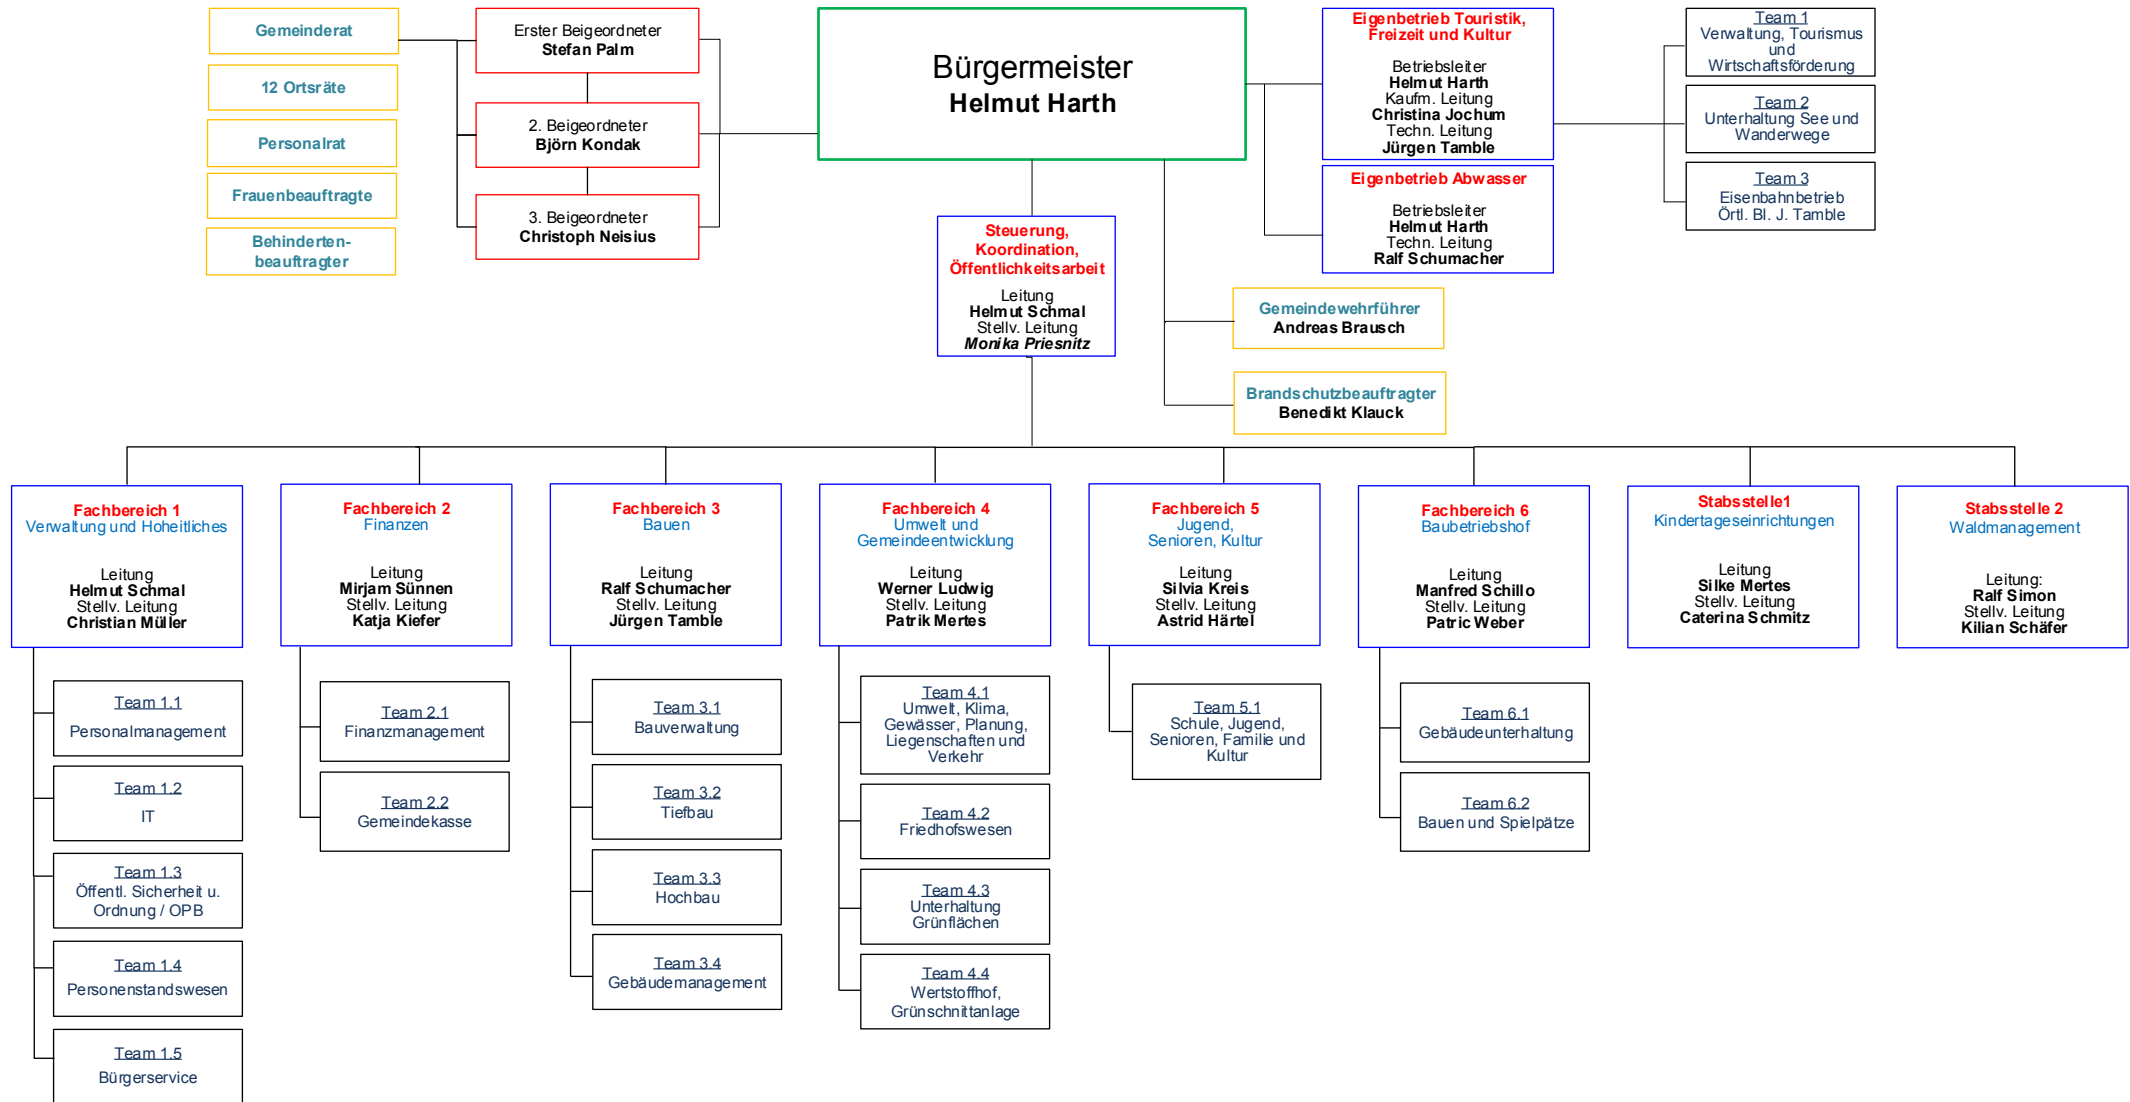 Gemeinderat
12 Ortsräte
Personalrat
Frauenbeauftragte
Behinderten-
beauftragter
Erster Beigeordneter
Stefan Palm
2. Beigeordneter
Björn Kondak
3. Beigeordneter
Christoph Neisius
Bürgermeister
Helmut Harth
Eigenbetrieb Touristik,
Freizeit und Kultur
Betriebsleiter
Helmut Harth
Kaufm. Leitung
Christina Jochum
Techn. Leitung
Jürgen Tamble
Eigenbetrieb Abwasser
Betriebsleiter
Helmut Harth
Techn. Leitung
Ralf Schumacher
Team 1
Verwaltung, Tourismus
und
Wirtschaftsförderung
Team 2
Unterhaltung See und
Wanderwege
Team 3
Eisenbahnbetrieb
Örtl. Bl. J. Tamble
Steuerung,
Koordination,
Öffentlichkeitsarbeit
Leitung
Helmut Schmal
Stellv. Leitung
Monika Priesnitz
Gemeindewehrführer
Andreas Brausch
Brandschutzbeauftragter
Benedikt Klauck
Fachbereich 1
Verwaltung und Hoheitliches
Leitung
Helmut Schmal
Stellv. Leitung
Christian Müller
Team 1.1
Personalmanagement
Team 1.2
IT
Team 1.3
Öffentl. Sicherheit u.
Ordnung / OPB
Team 1.4
Personenstandswesen
Team 1.5
Bürgerservice
Fachbereich 2
Finanzen
Leitung
Mirjam Sünnen
Stellv. Leitung
Katja Kiefer
Team 2.1
Finanzmanagement
Team 2.2
Gemeindekasse
Fachbereich 3
Bauen
Leitung
Ralf Schumacher
Stellv. Leitung
Jürgen Tamble
Team 3.1
Bauverwaltung
Team 3.2
Tiefbau
Team 3.3
Hochbau
Team 3.4
Gebäudemanagement
Fachbereich 4
Umwelt und
Gemeindeentwicklung
Leitung
Werner Ludwig
Stellv. Leitung
Patrik Mertes
Team 4.1
Umwelt, Klima,
Gewässer, Planung,
Liegenschaften und
Verkehr
Team 4.2
Friedhofswesen
Team 4.3
Unterhaltung
Grünflächen
Team 4.4
Wertstoffhof,
Grünschnittanlage
Fachbereich 5
Jugend,
Senioren, Kultur
Leitung
Silvia Kreis
Stellv. Leitung
Astrid Härtel
Team 5.1
Schule, Jugend,
Senioren, Familie und
Kultur
Fachbereich 6
Baubetriebshof
Leitung
Manfred Schillo
Stellv. Leitung
Patric Weber
Team 6.1
Gebäudeunterhaltung
Team 6.2
Bauen und Spielpätze
Stabsstelle1
Kindertageseinrichtungen
Leitung
Silke Mertes
Stellv. Leitung
Caterina Schmitz
Stabsstelle 2
Waldmanagement
Leitung:
Ralf Simon
Stellv. Leitung
Kilian Schäfer